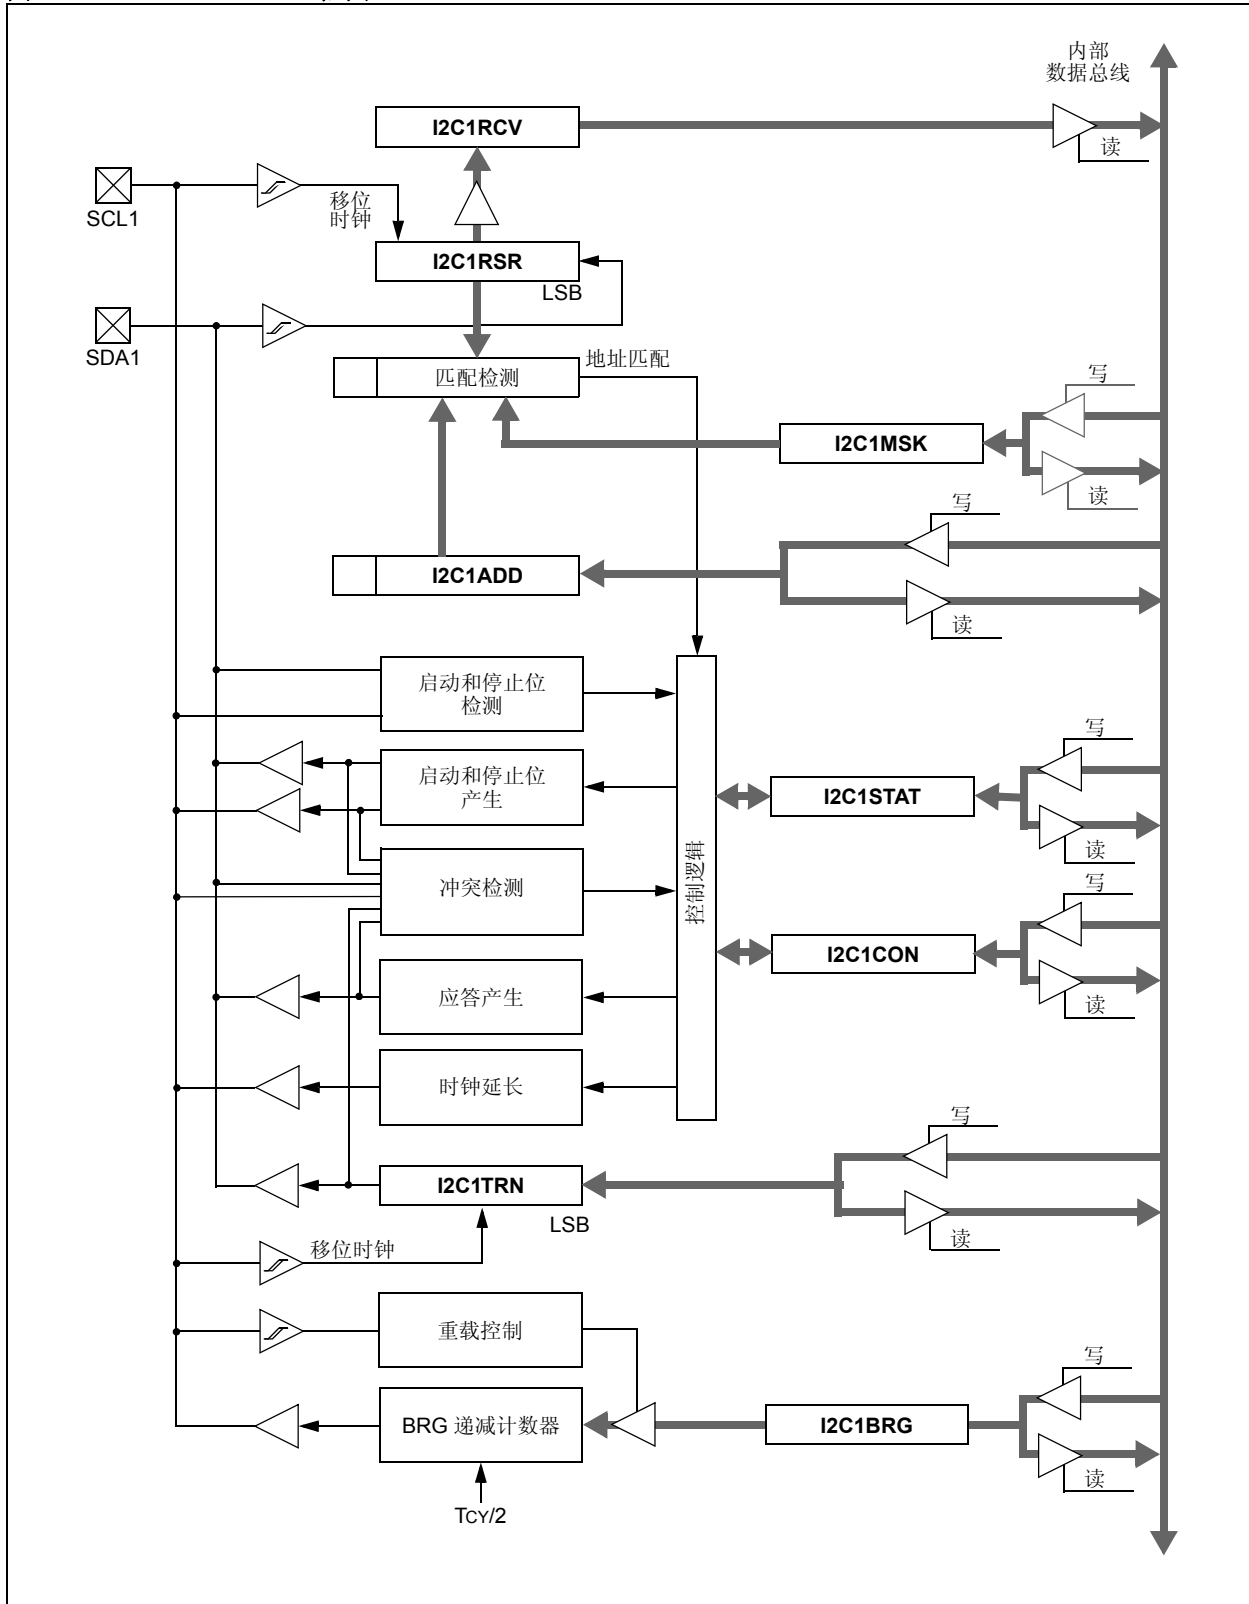 内部
数据总线
I2C1RCV
读
SCL1
移位
时钟
I2C1RSR
LSB
SDA1
地址匹配
匹配检测
写
I2C1MSK
读
写
I2C1ADD
读
启动和停止位
检测
写
启动和停止位
产生
I2C1STAT
读
控制逻辑
冲突检测
写
I2C1CON
应答产生
读
时钟延长
写
I2C1TRN
LSB
读
移位时钟
重载控制
写
BRG 递减计数器
I2C1BRG
读
TCY/2